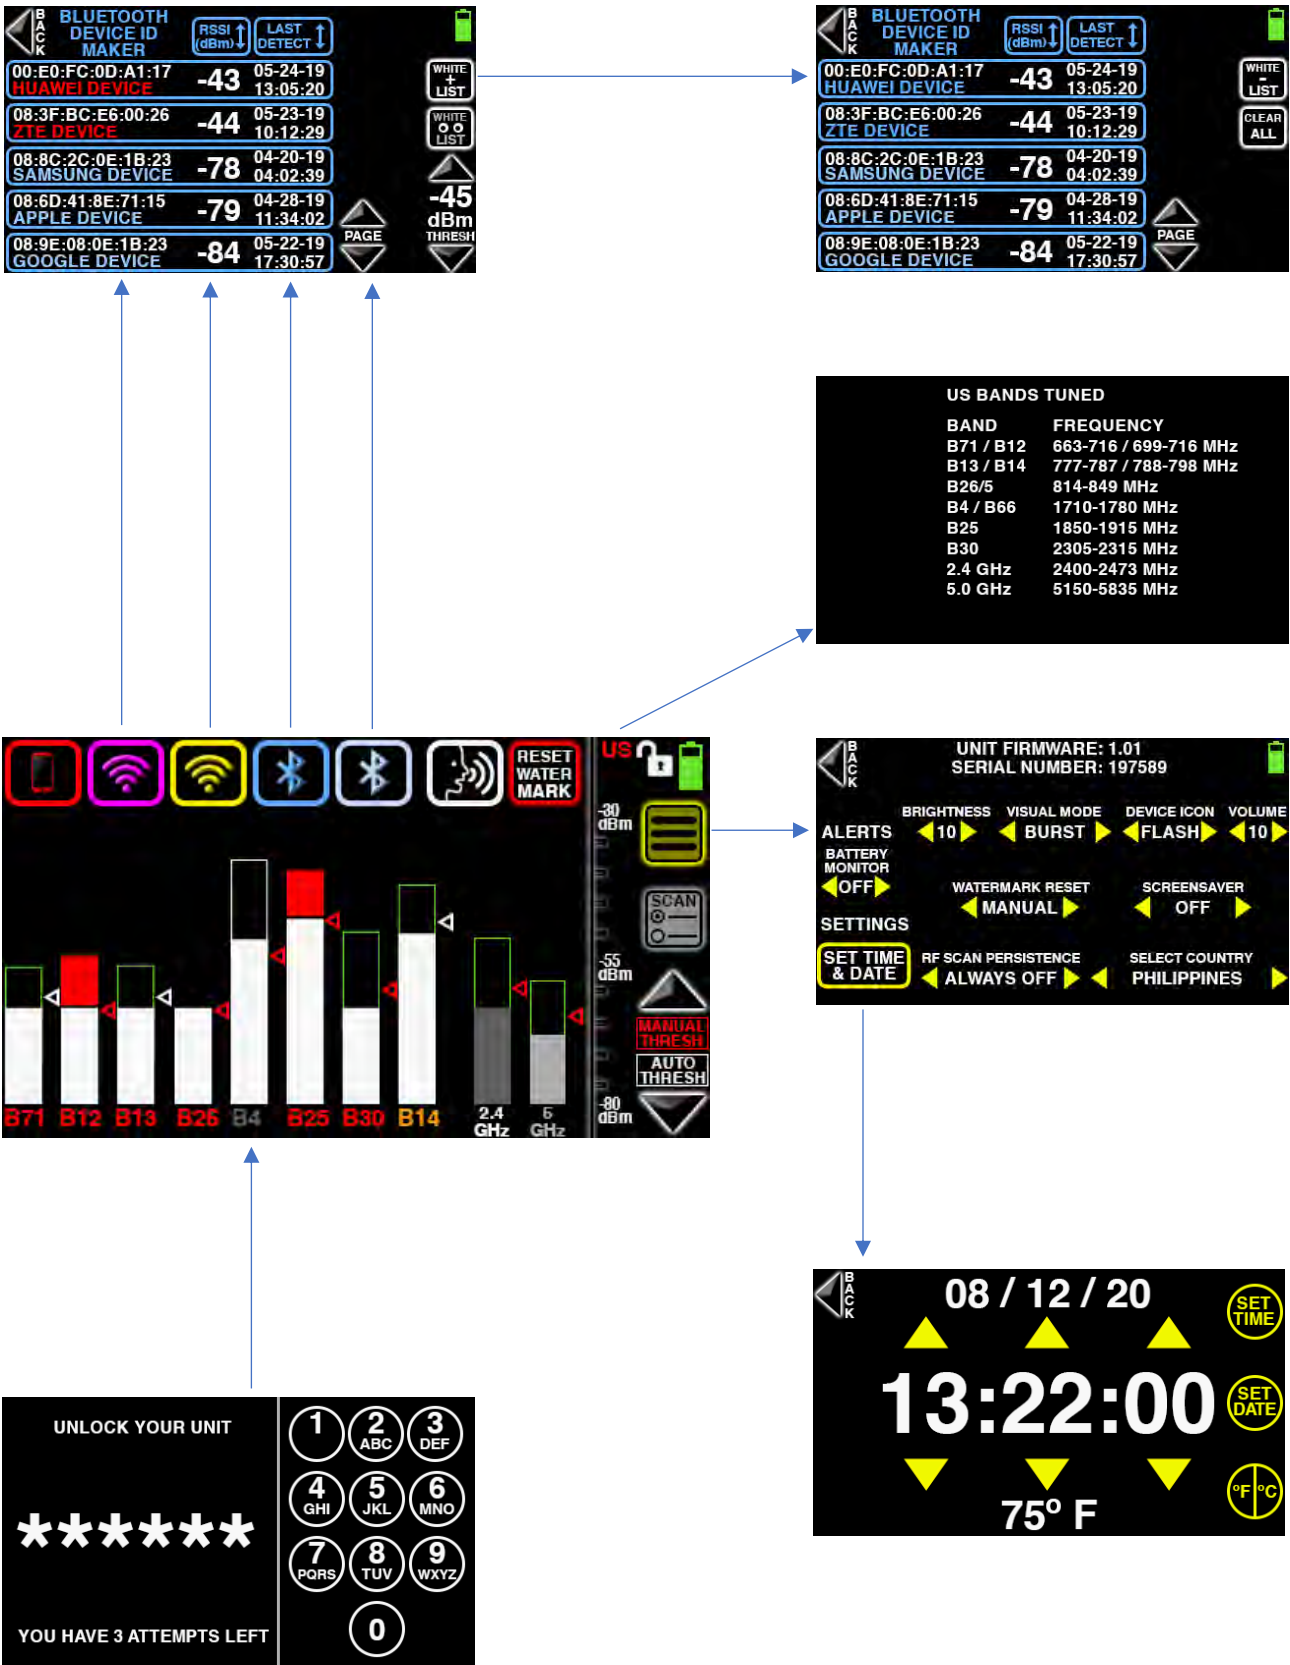 BACK
BLUETOOTH
DEVICE ID
MAKER
RSSI
(dBm)
LAST
DETECT
00:E0:FC:0D:A1:17
HUAWEI DEVICE
-43
05-24-19
13:05:20
08:3F:BC:E6:00:26
ZTE DEVICE
-44
05-23-19
10:12:29
08:8C:2C:0E:1B:23
SAMSUNG DEVICE
-78
04-20-19
04:02:39
08:6D:41:8E:71:15
APPLE DEVICE
-79
04-28-19
11:34:02
08:9E:08:0E:1B:23
GOOGLE DEVICE
-84
05-22-19
17:30:57
PAGE
WHITE
+
LIST
WHITE
LIST
-45
dBm
THRESH
BACK
BLUETOOTH
DEVICE ID
MAKER
RSSI
(dBm)
LAST
DETECT
00:E0:FC:0D:A1:17
HUAWEI DEVICE
-43
05-24-19
13:05:20
08:3F:BC:E6:00:26
ZTE DEVICE
-44
05-23-19
10:12:29
08:8C:2C:0E:1B:23
SAMSUNG DEVICE
-78
04-20-19
04:02:39
08:6D:41:8E:71:15
APPLE DEVICE
-79
04-28-19
11:34:02
08:9E:08:0E:1B:23
GOOGLE DEVICE
-84
05-22-19
17:30:57
PAGE
WHITE
-
LIST
CLEAR
ALL
US BANDS TUNED
BAND FREQUENCY
B71 / B12 663-716 / 699-716 MHz
B13 / B14 777-787 / 788-798 MHz
B26/5 814-849 MHz
B4 / B66 1710-1780 MHz
B25 1850-1915 MHz
B30 2305-2315 MHz
2.4 GHz 2400-2473 MHz
5.0 GHz 5150-5835 MHz
RESET
WATER
MARK
US
-30
dBm
SCAN
-55
dBm
MANUAL
THRESH
AUTO
THRESH
-80
dBm
B71 B12 B13 B26 B4 B25 B30 B14
2.4
GHz
5
GHz
BACK
UNIT FIRMWARE: 1.01
SERIAL NUMBER: 197589
ALERTS
BRIGHTNESS
10
VISUAL MODE
BURST
DEVICE ICON
FLASH
VOLUME
10
BATTERY
MONITOR
OFF
WATERMARK RESET
MANUAL
SCREENSAVER
OFF
SETTINGS
SET TIME
& DATE
RF SCAN PERSISTENCE
ALWAYS OFF
SELECT COUNTRY
PHILIPPINES
BACK
08 / 12 / 20
13:22:00
75º F
SET
TIME
SET
DATE
ºF ºC
UNLOCK YOUR UNIT
******
YOU HAVE 3 ATTEMPTS LEFT
1
2
ABC
3
DEF
4
GHI
5
JKL
6
MNO
7
PQRS
8
TUV
9
WXYZ
0